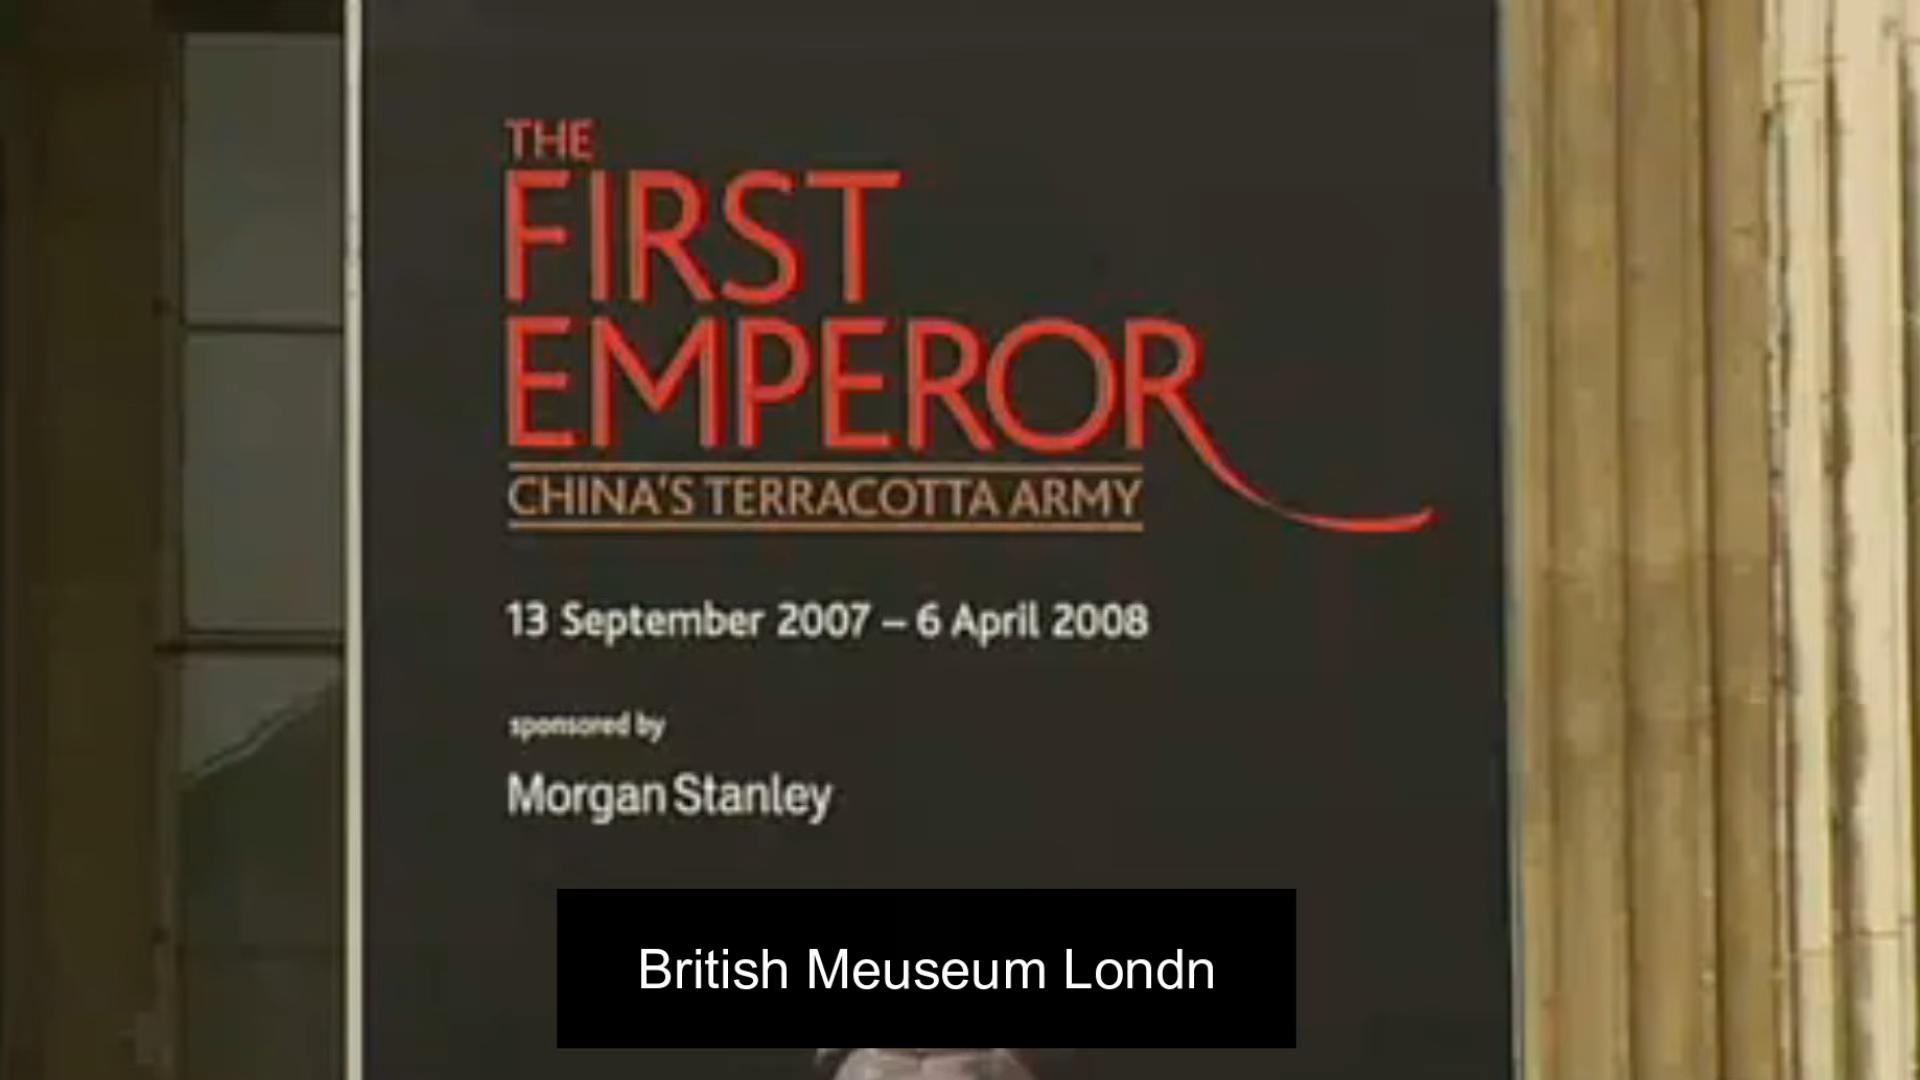 THE
FIRST
EMPEROR
CHINA'S TERRACOTTA ARMY
13 September 2007 – 6 April 2008
sponsored by
Morgan Stanley
British Meuseum Londn